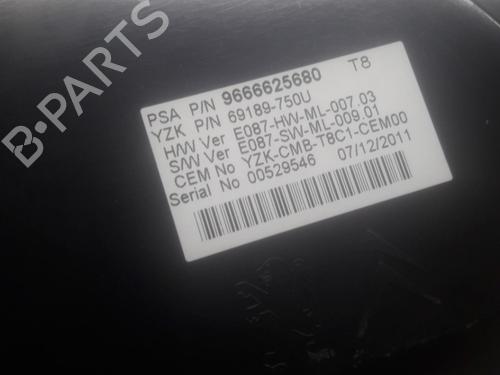 PSA P/N 9666625680 T8
YZK P/N 69189-750U
H/W Ver E087-HW-ML-007.03
S/W Ver E087-SW-ML-009.01
CEM No YZK-CMB-T8C1-CEM00
Serial No 00529546 07/12/2011
B-PARTS